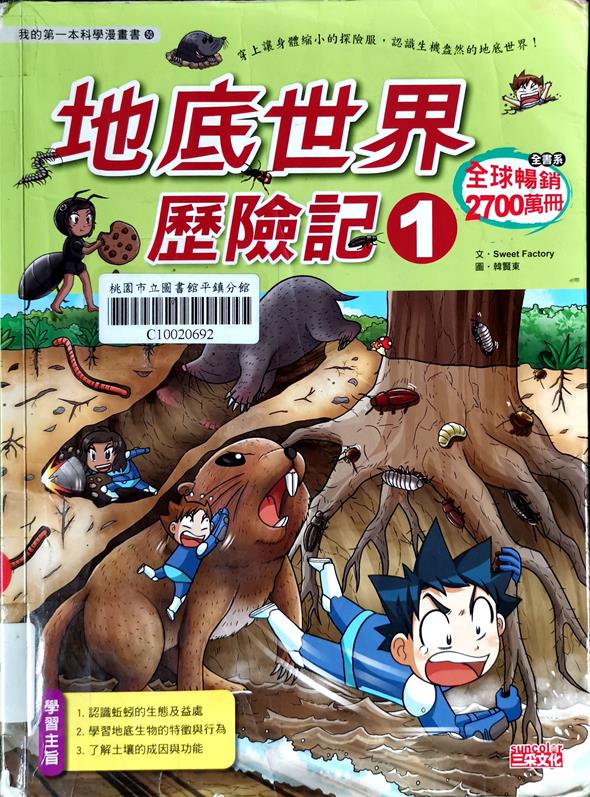 我的第一本科學漫畫書 50
穿上讓身體縮小的探險服，認識生機盎然的地底世界！
地底世界
歷險記 1
全書系
全球暢銷
2700萬冊
文・Sweet Factory
圖・韓賢東
桃園市立圖書館平鎮分館
C10020692
學習主旨
1. 認識蚯蚓的生態及益處
2. 學習地底生物的特徵與行為
3. 了解土壤的成因與功能
suncolor
三采文化